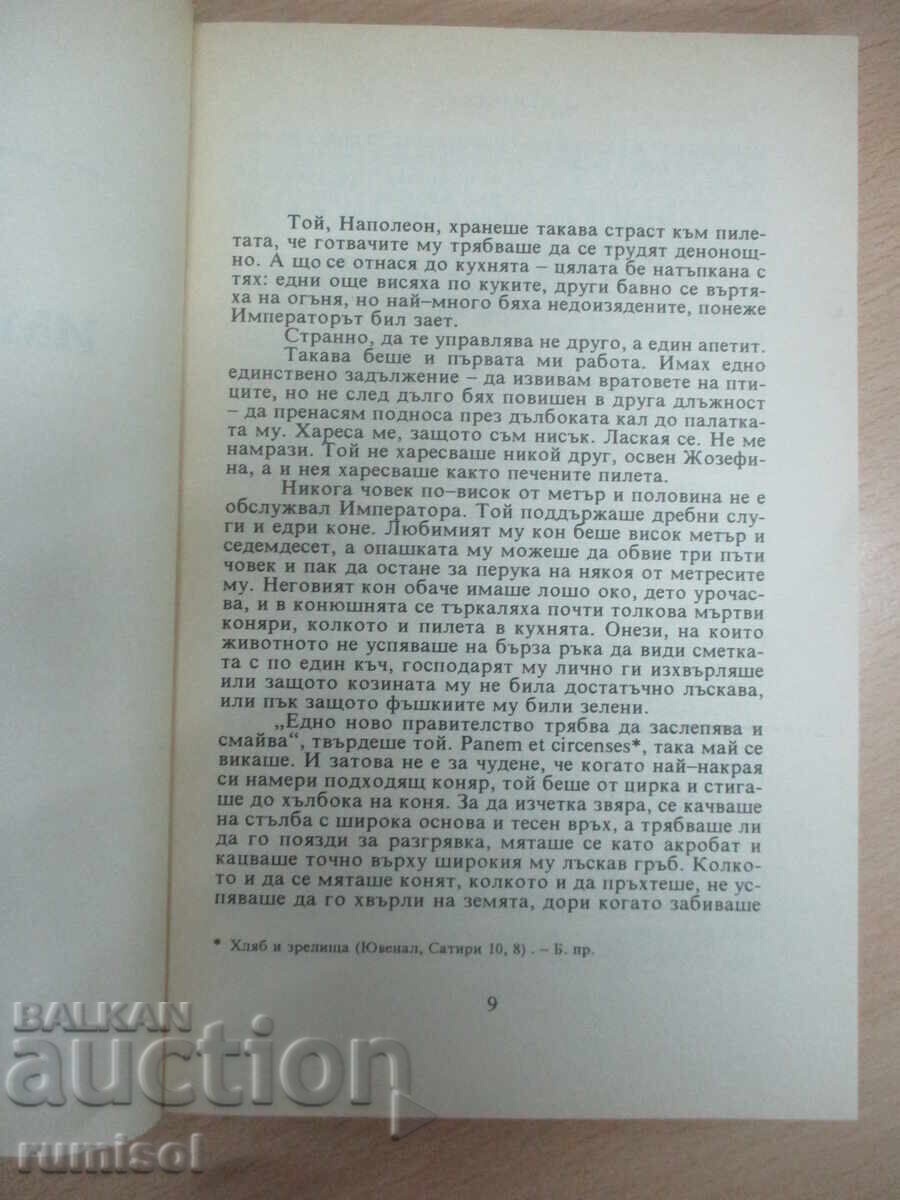 Той, Наполеон, хранеше такава страст към пиле-
тата, че готвачите му трябваше да се трудят денонощ-
но. А що се отнася до кухнята – цялата бе натъпкана с
тях: едни още висяха по куките, други бавно се въртя-
ха на огъня, но най–много бяха недоизядените, понеже
Императорът бил зает.
Странно, да те управлява не друго, а един апетит.
Такава беше и първата ми работа. Имах едно
единствено задължение – да извивам вратовете на пти-
ците, но не след дълго бях повишен в друга длъжност
– да пренасям подноса през дълбоката кал до палатка-
та му. Хареса ме, защото съм нисък. Лаская се. Не ме
намрази. Той не харесваше никой друг, освен Жозефи-
на, а и нея харесваше както печените пилета.
Никога човек по–висок от метър и половина не е
обслужвал Императора. Той поддържаше дребни слу-
ги и едри коне. Любимият му кон беше висок метър и
седемдесет, а опашката му можеше да обвие три пъти
човек и пак да остане за перука на някоя от метресите
му. Неговият кон обаче имаше лошо око, дето урочас-
ва, и в конюшнята се търкаляха почти толкова мъртви
коняри, колкото и пилета в кухнята. Онези, на които
животното не успяваше на бърза ръка да види сметка-
та с по един къч, господарят му лично ги изхвърляше
или защото козината му не била достатъчно лъскава,
или пък защото фъшкиите му били зелени.
„Едно ново правителство трябва да заслепява и
смайва“, твърдеше той. Panem et circenses*, така май се
викаше. И затова не е за чудене, че когато най–накрая
си намери подходящ коняр, той беше от цирка и стига-
ше до хълбока на коня. За да изчетка звяра, се качваше
на стълба с широка основа и тесен връх, а трябваше ли
да го поязди за разгрявка, мяташе се като акробат и
кацваше точно върху широкия му лъскав гръб. Колко-
то и да се мяташе конят, колкото и да пръхтеше, не ус-
пяваше да го хвърли на земята, дори когато забиваше
* Хляб и зрелища (Ювенал, Сатири 10, 8) . – Б. пр.
9
BALKAN
auction
rumisol